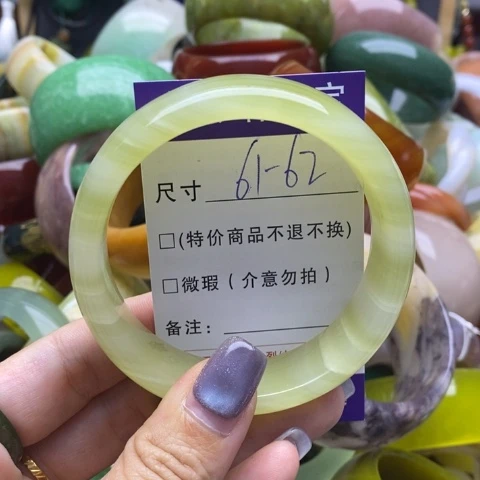 尺寸 61-62
□(特价商品不退不换)
□微瑕(介意勿拍)
备注: